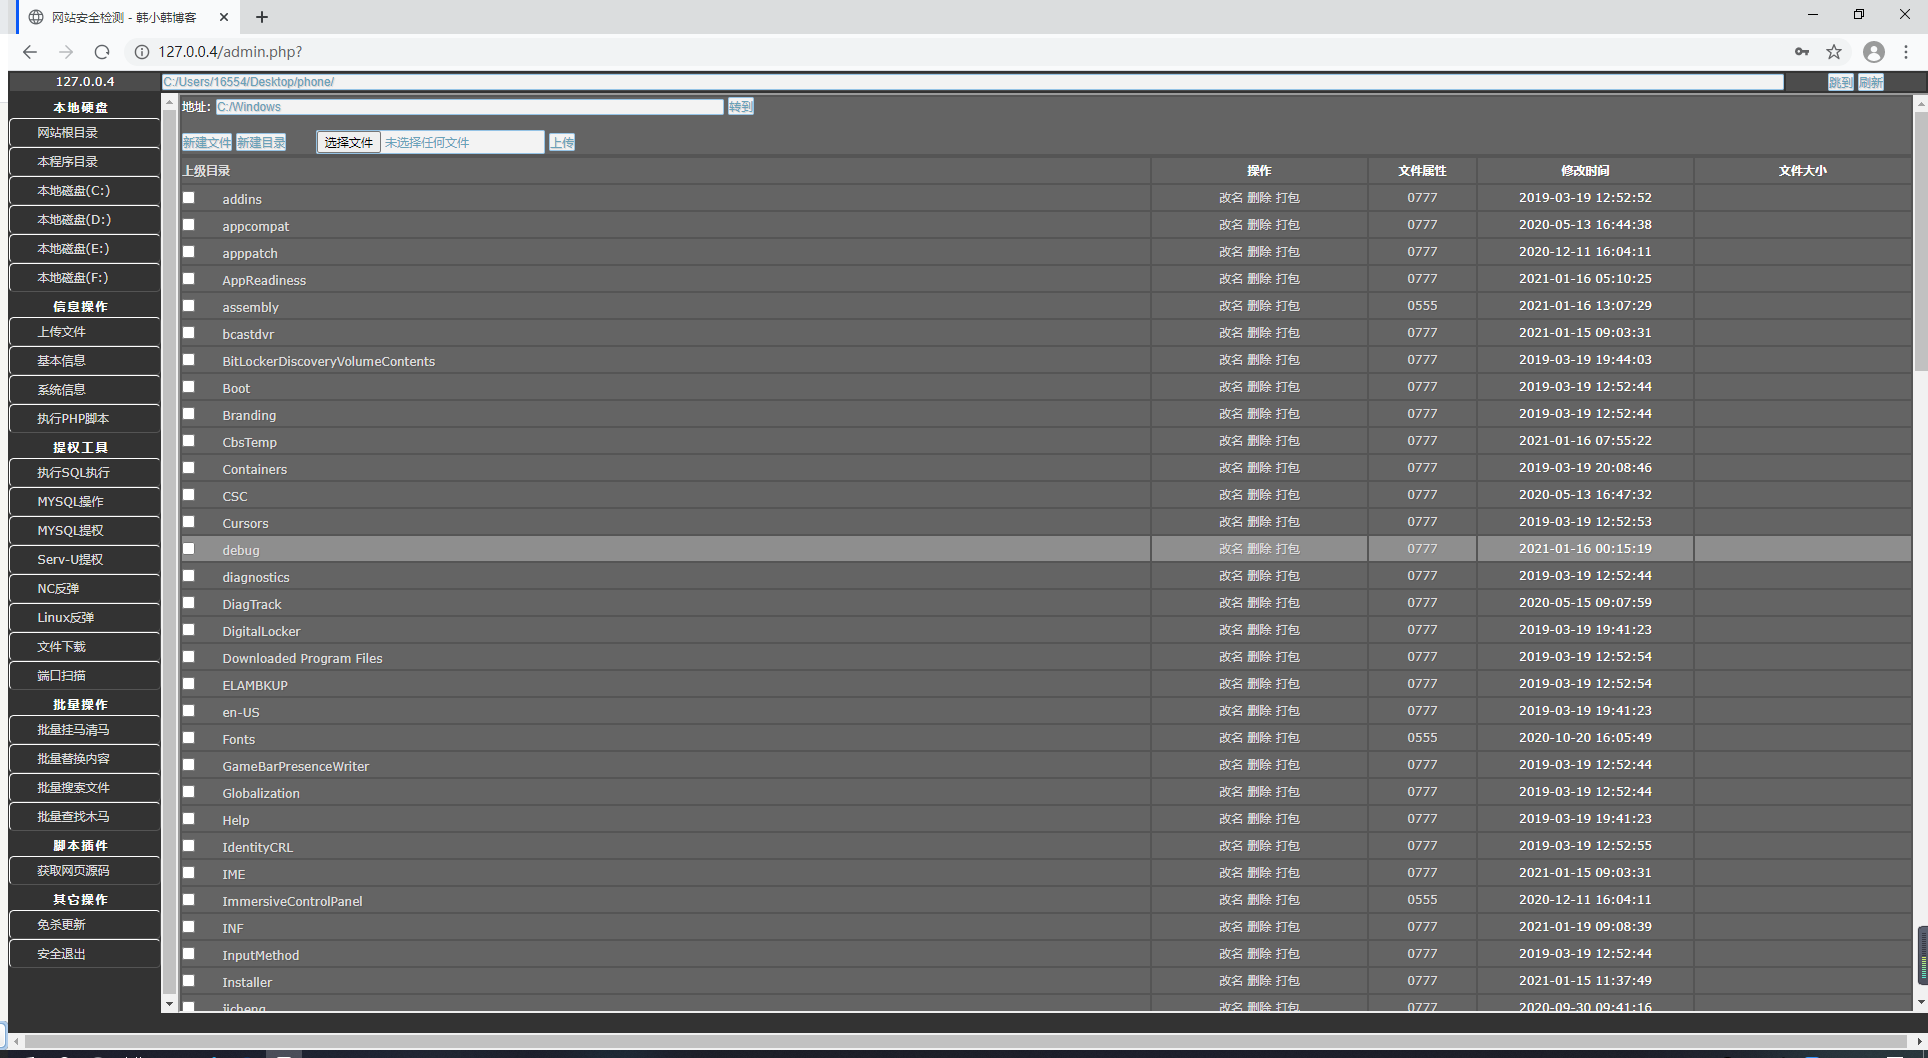 网站安全检测 - 韩小韩博客
127.0.0.4/admin.php?
127.0.0.4 C:/Users/16554/Desktop/phone/ 跳到 刷新
本地硬盘
网站根目录
本程序目录
本地磁盘(C:)
本地磁盘(D:)
本地磁盘(E:)
本地磁盘(F:)
信息操作
上传文件
基本信息
系统信息
执行PHP脚本
提权工具
执行SQL执行
MYSQL操作
MYSQL提权
Serv-U提权
NC反弹
Linux反弹
文件下载
端口扫描
批量操作
批量挂马清马
批量替换内容
批量搜索文件
批量查找木马
脚本插件
获取网页源码
其它操作
免杀更新
安全退出
地址: C:/Windows 转到
新建文件 新建目录 选择文件 未选择任何文件 上传
上级目录 操作 文件属性 修改时间 文件大小
addins 改名 删除 打包 0777 2019-03-19 12:52:52
appcompat 改名 删除 打包 0777 2020-05-13 16:44:38
apppatch 改名 删除 打包 0777 2020-12-11 16:04:11
AppReadiness 改名 删除 打包 0777 2021-01-16 05:10:25
assembly 改名 删除 打包 0555 2021-01-16 13:07:29
bcastdvr 改名 删除 打包 0777 2021-01-15 09:03:31
BitLockerDiscoveryVolumeContents 改名 删除 打包 0777 2019-03-19 19:44:03
Boot 改名 删除 打包 0777 2019-03-19 12:52:44
Branding 改名 删除 打包 0777 2019-03-19 12:52:44
CbsTemp 改名 删除 打包 0777 2021-01-16 07:55:22
Containers 改名 删除 打包 0777 2019-03-19 20:08:46
CSC 改名 删除 打包 0777 2020-05-13 16:47:32
Cursors 改名 删除 打包 0777 2019-03-19 12:52:53
debug 改名 删除 打包 0777 2021-01-16 00:15:19
diagnostics 改名 删除 打包 0777 2019-03-19 12:52:44
DiagTrack 改名 删除 打包 0777 2020-05-15 09:07:59
DigitalLocker 改名 删除 打包 0777 2019-03-19 19:41:23
Downloaded Program Files 改名 删除 打包 0777 2019-03-19 12:52:54
ELAMBKUP 改名 删除 打包 0777 2019-03-19 12:52:54
en-US 改名 删除 打包 0777 2019-03-19 19:41:23
Fonts 改名 删除 打包 0555 2020-10-20 16:05:49
GameBarPresenceWriter 改名 删除 打包 0777 2019-03-19 12:52:44
Globalization 改名 删除 打包 0777 2019-03-19 12:52:44
Help 改名 删除 打包 0777 2019-03-19 19:41:23
IdentityCRL 改名 删除 打包 0777 2019-03-19 12:52:55
IME 改名 删除 打包 0777 2021-01-15 09:03:31
ImmersiveControlPanel 改名 删除 打包 0555 2020-12-11 16:04:11
INF 改名 删除 打包 0777 2021-01-19 09:08:39
InputMethod 改名 删除 打包 0777 2019-03-19 12:52:44
Installer 改名 删除 打包 0777 2021-01-15 11:37:49
jicheng 改名 删除 打包 0777 2020-09-30 09:41:16